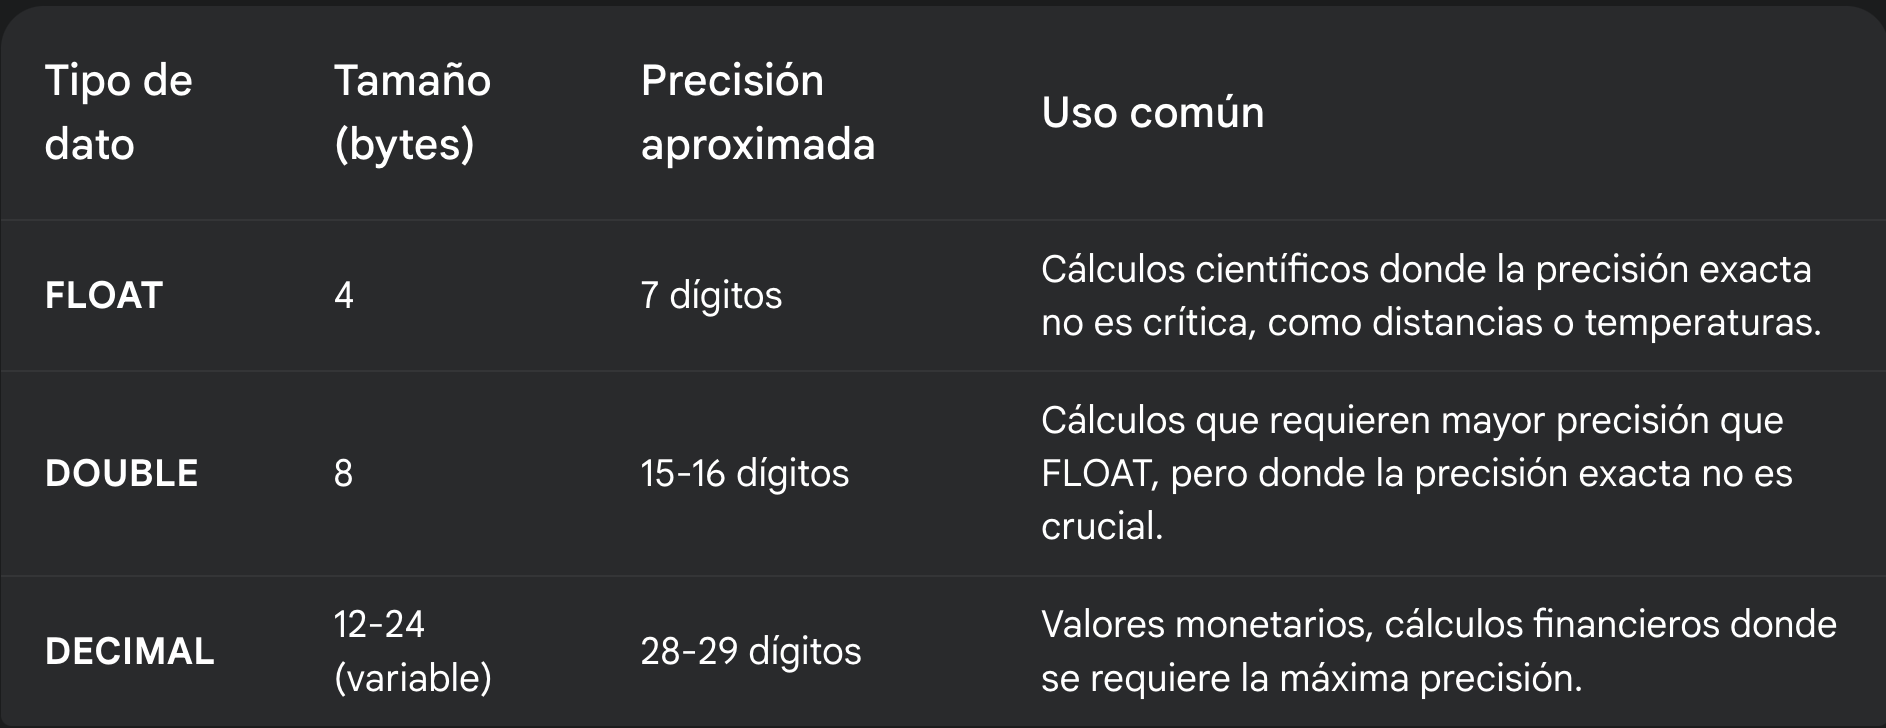 Tipo de
dato
Tamaño
(bytes)
Precisión
aproximada
Uso común
FLOAT
4
7 dígitos
Cálculos científicos donde la precisión exacta
no es crítica, como distancias o temperaturas.
DOUBLE
8
15-16 dígitos
Cálculos que requieren mayor precisión que
FLOAT, pero donde la precisión exacta no es
crucial.
DECIMAL
12-24
(variable)
28-29 dígitos
Valores monetarios, cálculos financieros donde
se requiere la máxima precisión.